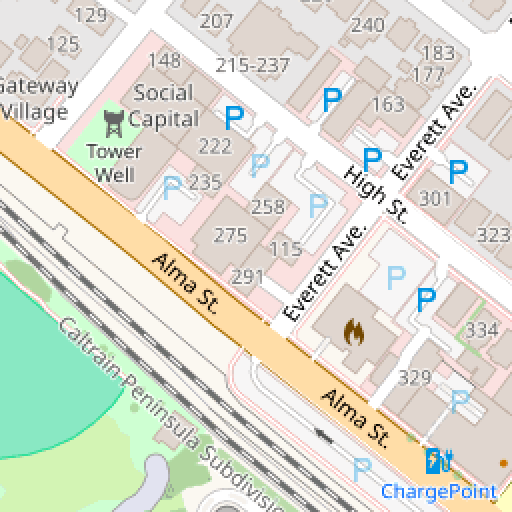 129
207
240
125
183
148
215-237
177
Gateway
Village
Social
Capital
P
P
163
Everett Ave.
Tower
Well
222
P
P
P
P
235
P
High St.
301
258
P
275
323
115
Everett Ave.
Alma St.
291
P
P
334
Caltrain Peninsula Subdivision
329
Alma St.
P
P
ChargePoint